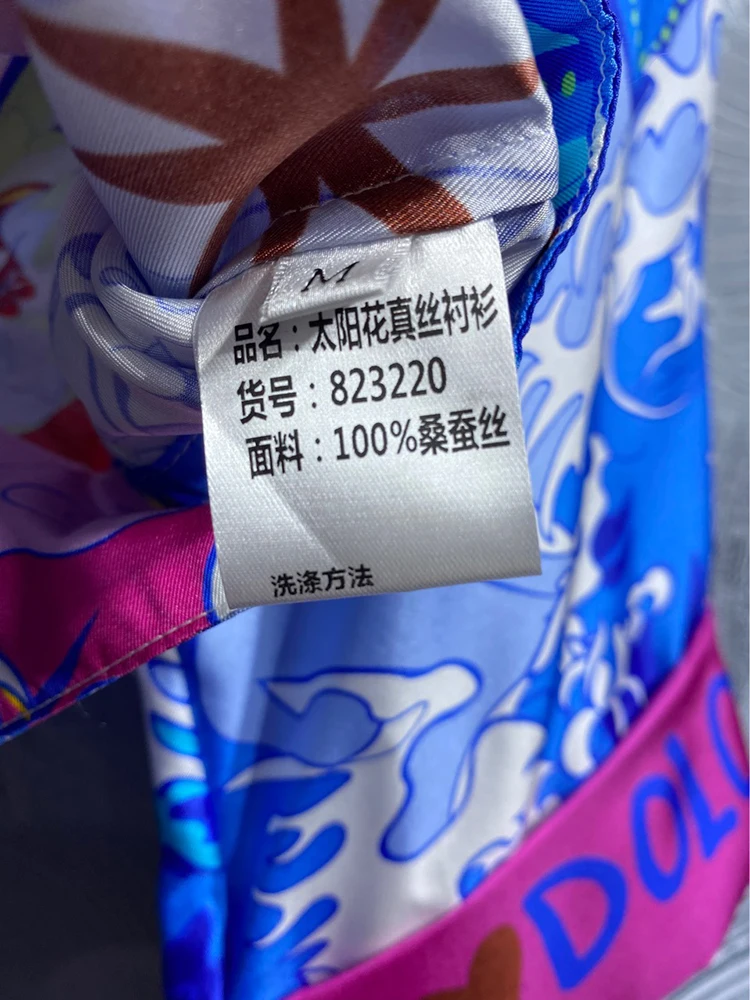 M
品名：太阳花真丝衬衫
货号：823220
面料：100%桑蚕丝
洗涤方法
DOLC